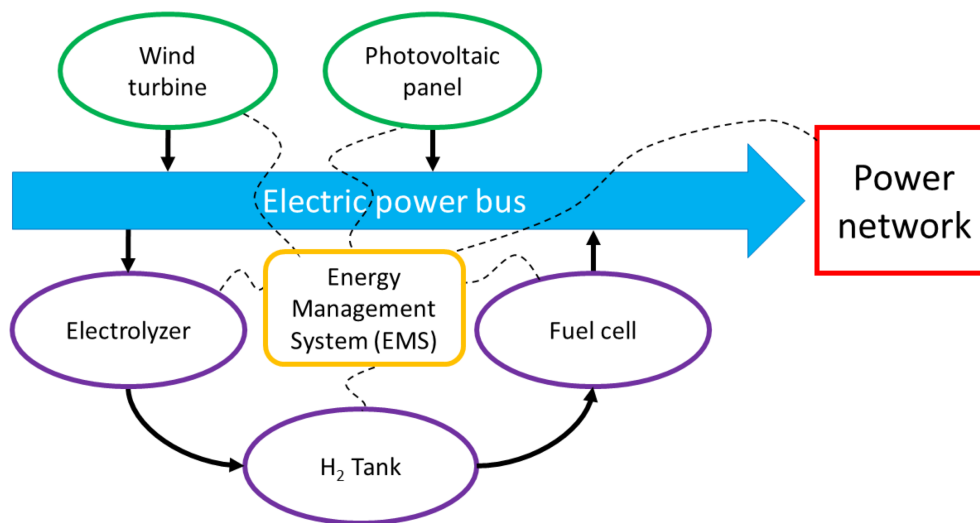 Wind
turbine
Photovoltaic
panel
Electric power bus
Power
network
Energy
Management
System (EMS)
Electrolyzer
Fuel cell
H₂ Tank